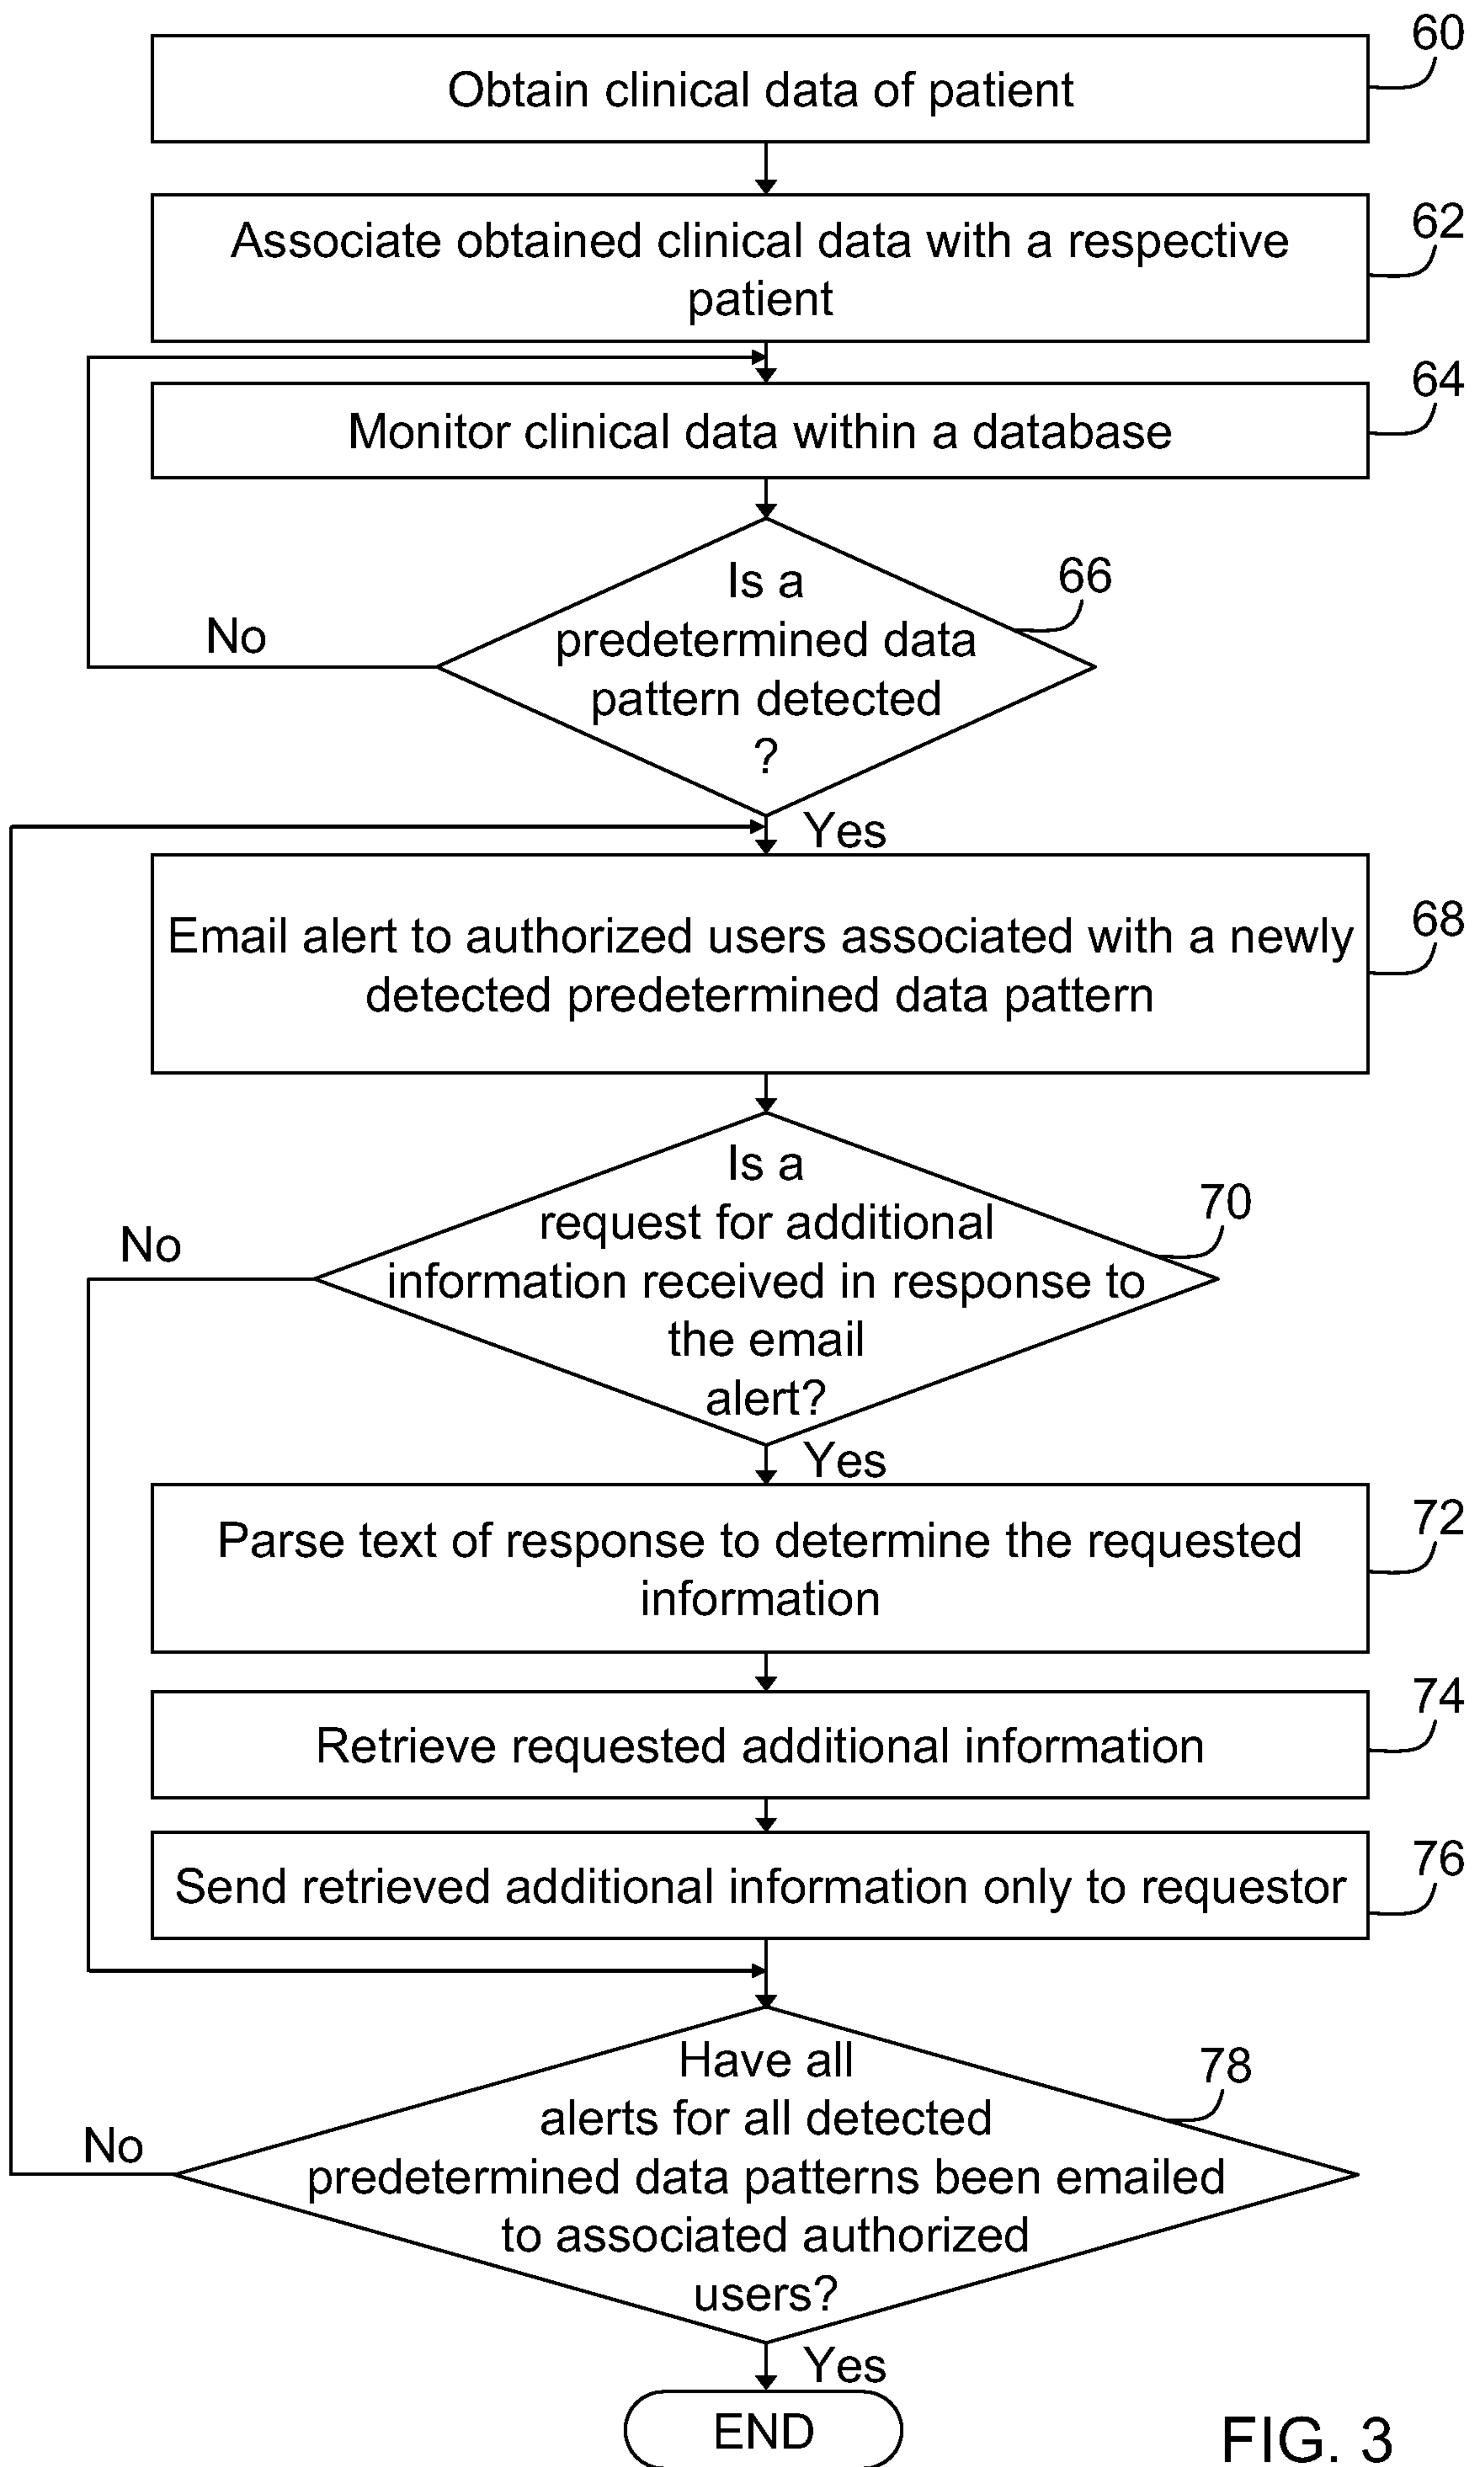 60
Obtain clinical data of patient
62
Associate obtained clinical data with a respective
patient
64
Monitor clinical data within a database
66
Is a
predetermined data
pattern detected
?
No
Yes
68
Email alert to authorized users associated with a newly
detected predetermined data pattern
70
Is a
request for additional
information received in response to
the email
alert?
No
Yes
72
Parse text of response to determine the requested
information
74
Retrieve requested additional information
76
Send retrieved additional information only to requestor
78
Have all
alerts for all detected
predetermined data patterns been emailed
to associated authorized
users?
No
Yes
END
FIG. 3